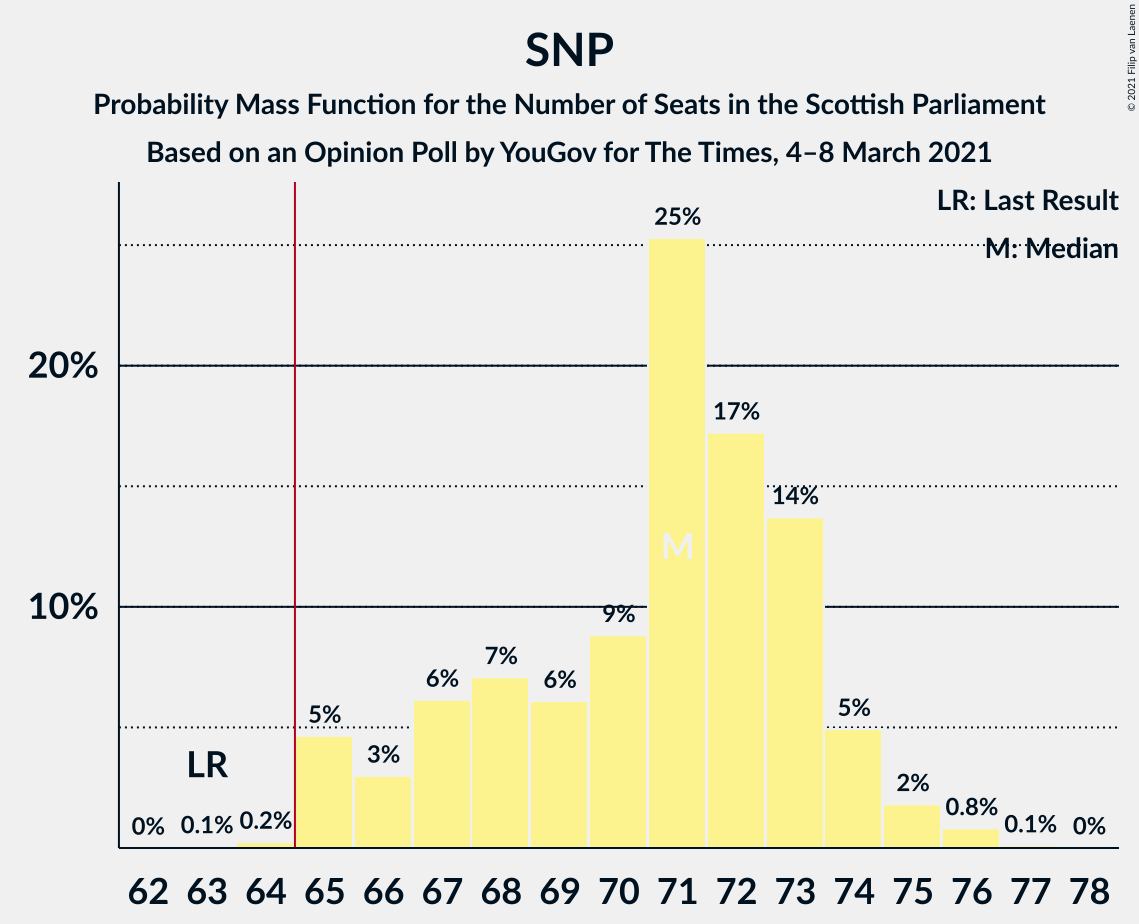 SNP
Probability Mass Function for the Number of Seats in the Scottish Parliament
Based on an Opinion Poll by YouGov for The Times, 4–8 March 2021
© 2021 Filip van Laenen
LR: Last Result
M: Median
20%
10%
0%
0.1%
0.2%
5%
3%
6%
7%
6%
9%
25%
17%
14%
5%
2%
0.8%
0.1%
0%
LR
M
62 63 64 65 66 67 68 69 70 71 72 73 74 75 76 77 78